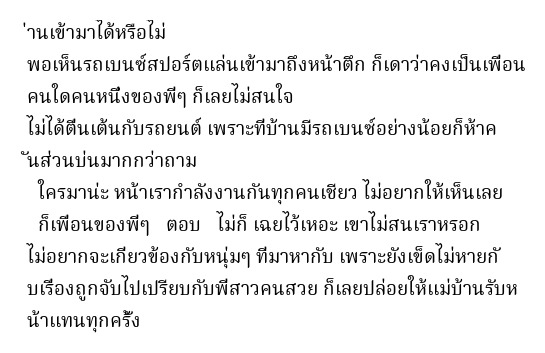 ่านเข้ามาได้หรือไม่
พอเห็นรถเบนซ์สปอร์ตแล่นเข้ามาถึงหน้าตึก ก็เดาว่าคงเป็นเพื่อน
คนใดคนหนึ่งของพี่ๆ ก็เลยไม่สนใจ
ไม่ได้ตื่นเต้นกับรถยนต์ เพราะที่บ้านมีรถเบนซ์อย่างน้อยก็ห้าค
ันส่วนบ่นมากกว่าถาม
ใครมาน่ะ หน้าเรากำลังงานกันทุกคนเชียว ไม่อยากให้เห็นเลย
ก็เพื่อนของพี่ๆ ตอบ ไม่ก็ เฉยไว้เหอะ เขาไม่สนเราหรอก
ไม่อยากจะเกี่ยวข้องกับหนุ่มๆ ที่มาหากับ เพราะยังเข็ดไม่หายกั
บเรื่องถูกจับไปเปรียบกับพี่สาวคนสวย ก็เลยปล่อยให้แม่บ้านรับห
น้าแทนทุกครั้ง